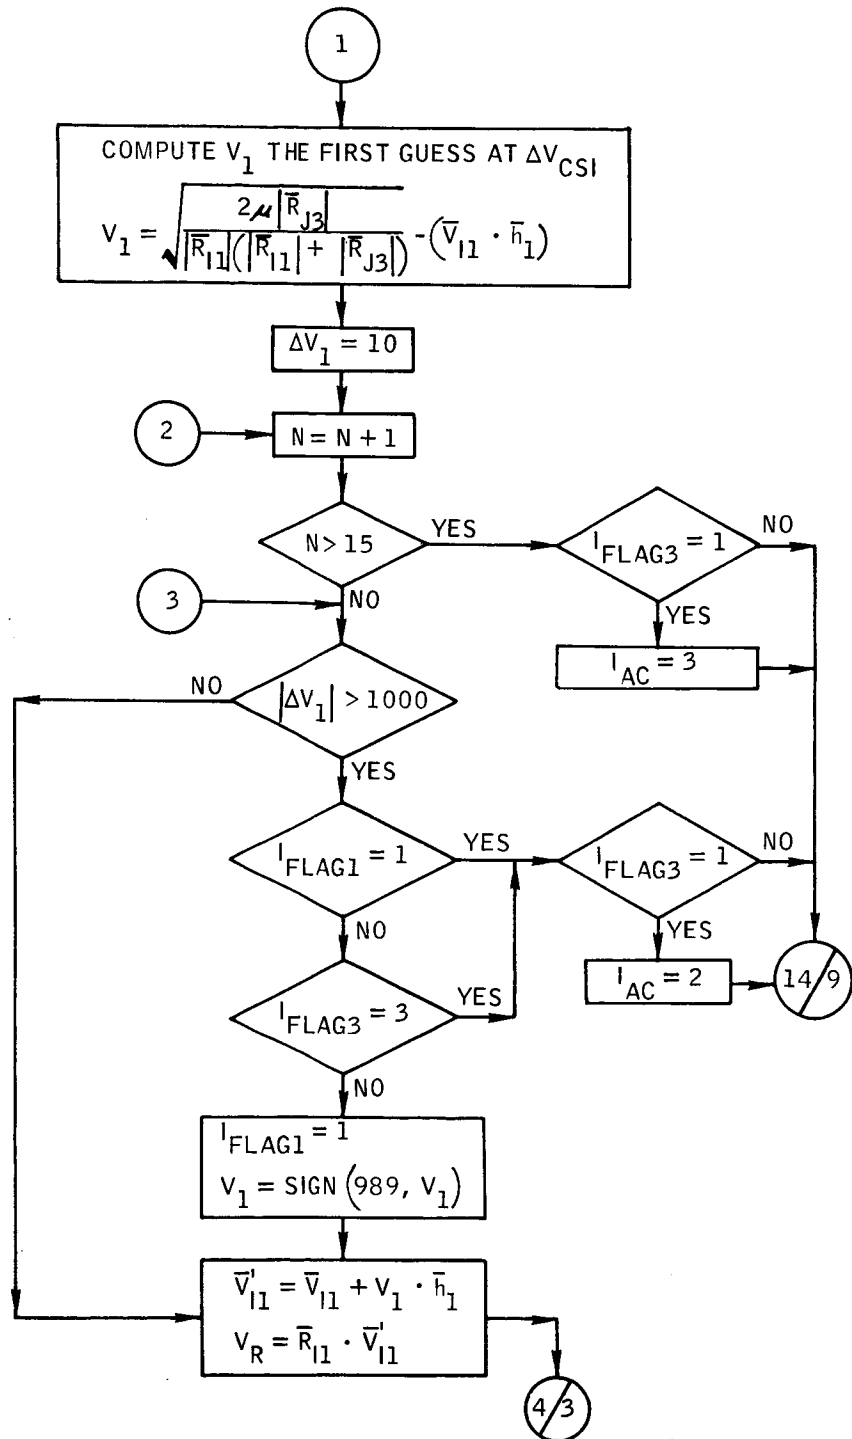 1
COMPUTE V1 THE FIRST GUESS AT ΔVCSI
V1 = √(2μ|R̄J3| / |R̄I1|(|R̄I1| + |R̄J3|)) - (V̄I1 · h̄1)
ΔV1 = 10
2
N = N + 1
N > 15
YES
IFLAG3 = 1
NO
3
NO
YES
IAC = 3
NO
|ΔV1| > 1000
YES
IFLAG1 = 1
YES
IFLAG3 = 1
NO
NO
YES
IFLAG3 = 3
YES
IAC = 2
14/9
NO
IFLAG1 = 1
V1 = SIGN (989, V1)
V̄'I1 = V̄I1 + V1 · h̄1
VR = R̄I1 · V̄'I1
4/3